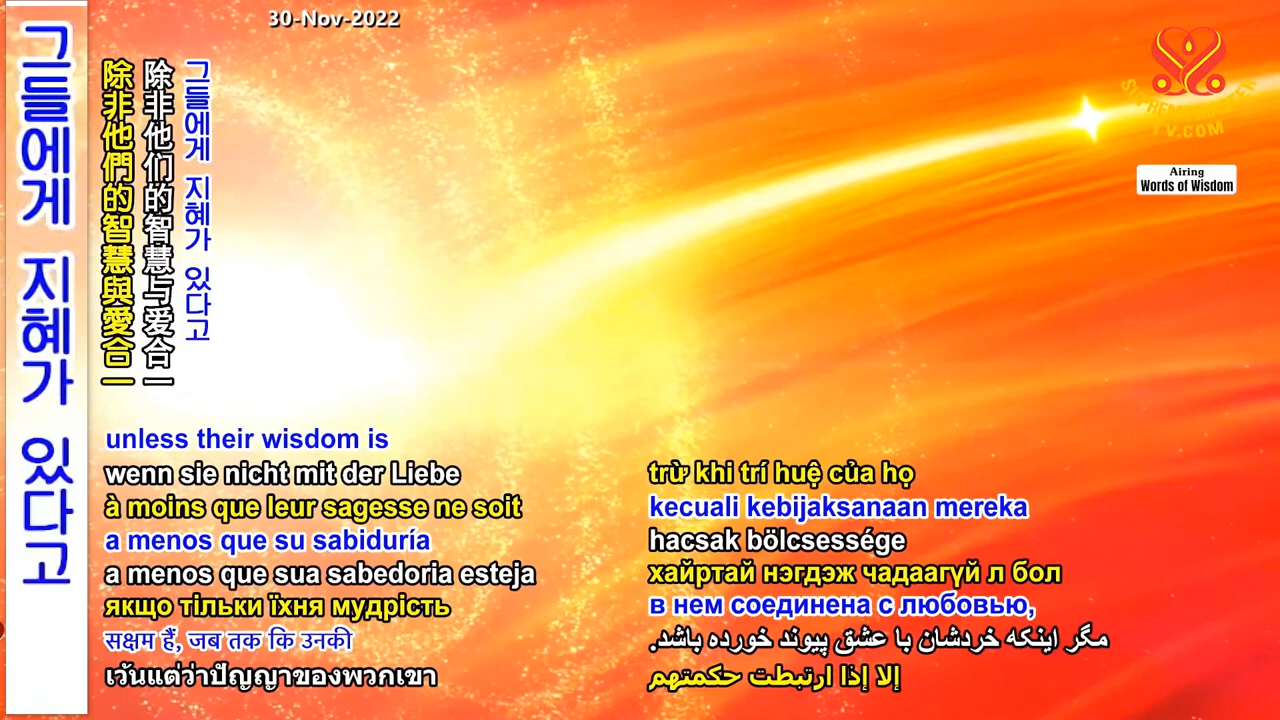 30-Nov-2022
그들에게 지혜가 있다고
除非他們的智慧與愛合一
除非他们的智慧与爱合一
그들에게 지혜가 있다고
TV.COM
Airing
Words of Wisdom
unless their wisdom is
wenn sie nicht mit der Liebe
à moins que leur sagesse ne soit
a menos que su sabiduría
a menos que sua sabedoria esteja
якщо тільки їхня мудрість
सक्षम हैं, जब तक कि उनकी
เว้นแต่ว่าปัญญาของพวกเขา
trừ khi trí huệ của họ
kecuali kebijaksanaan mereka
hacsak bölcsessége
хайртай нэгдэж чадаагүй л бол
в нем соединена с любовью,
مگر اینکه خردشان با عشق پیوند خورده باشد.
إلا إذا ارتبطت حكمتهم